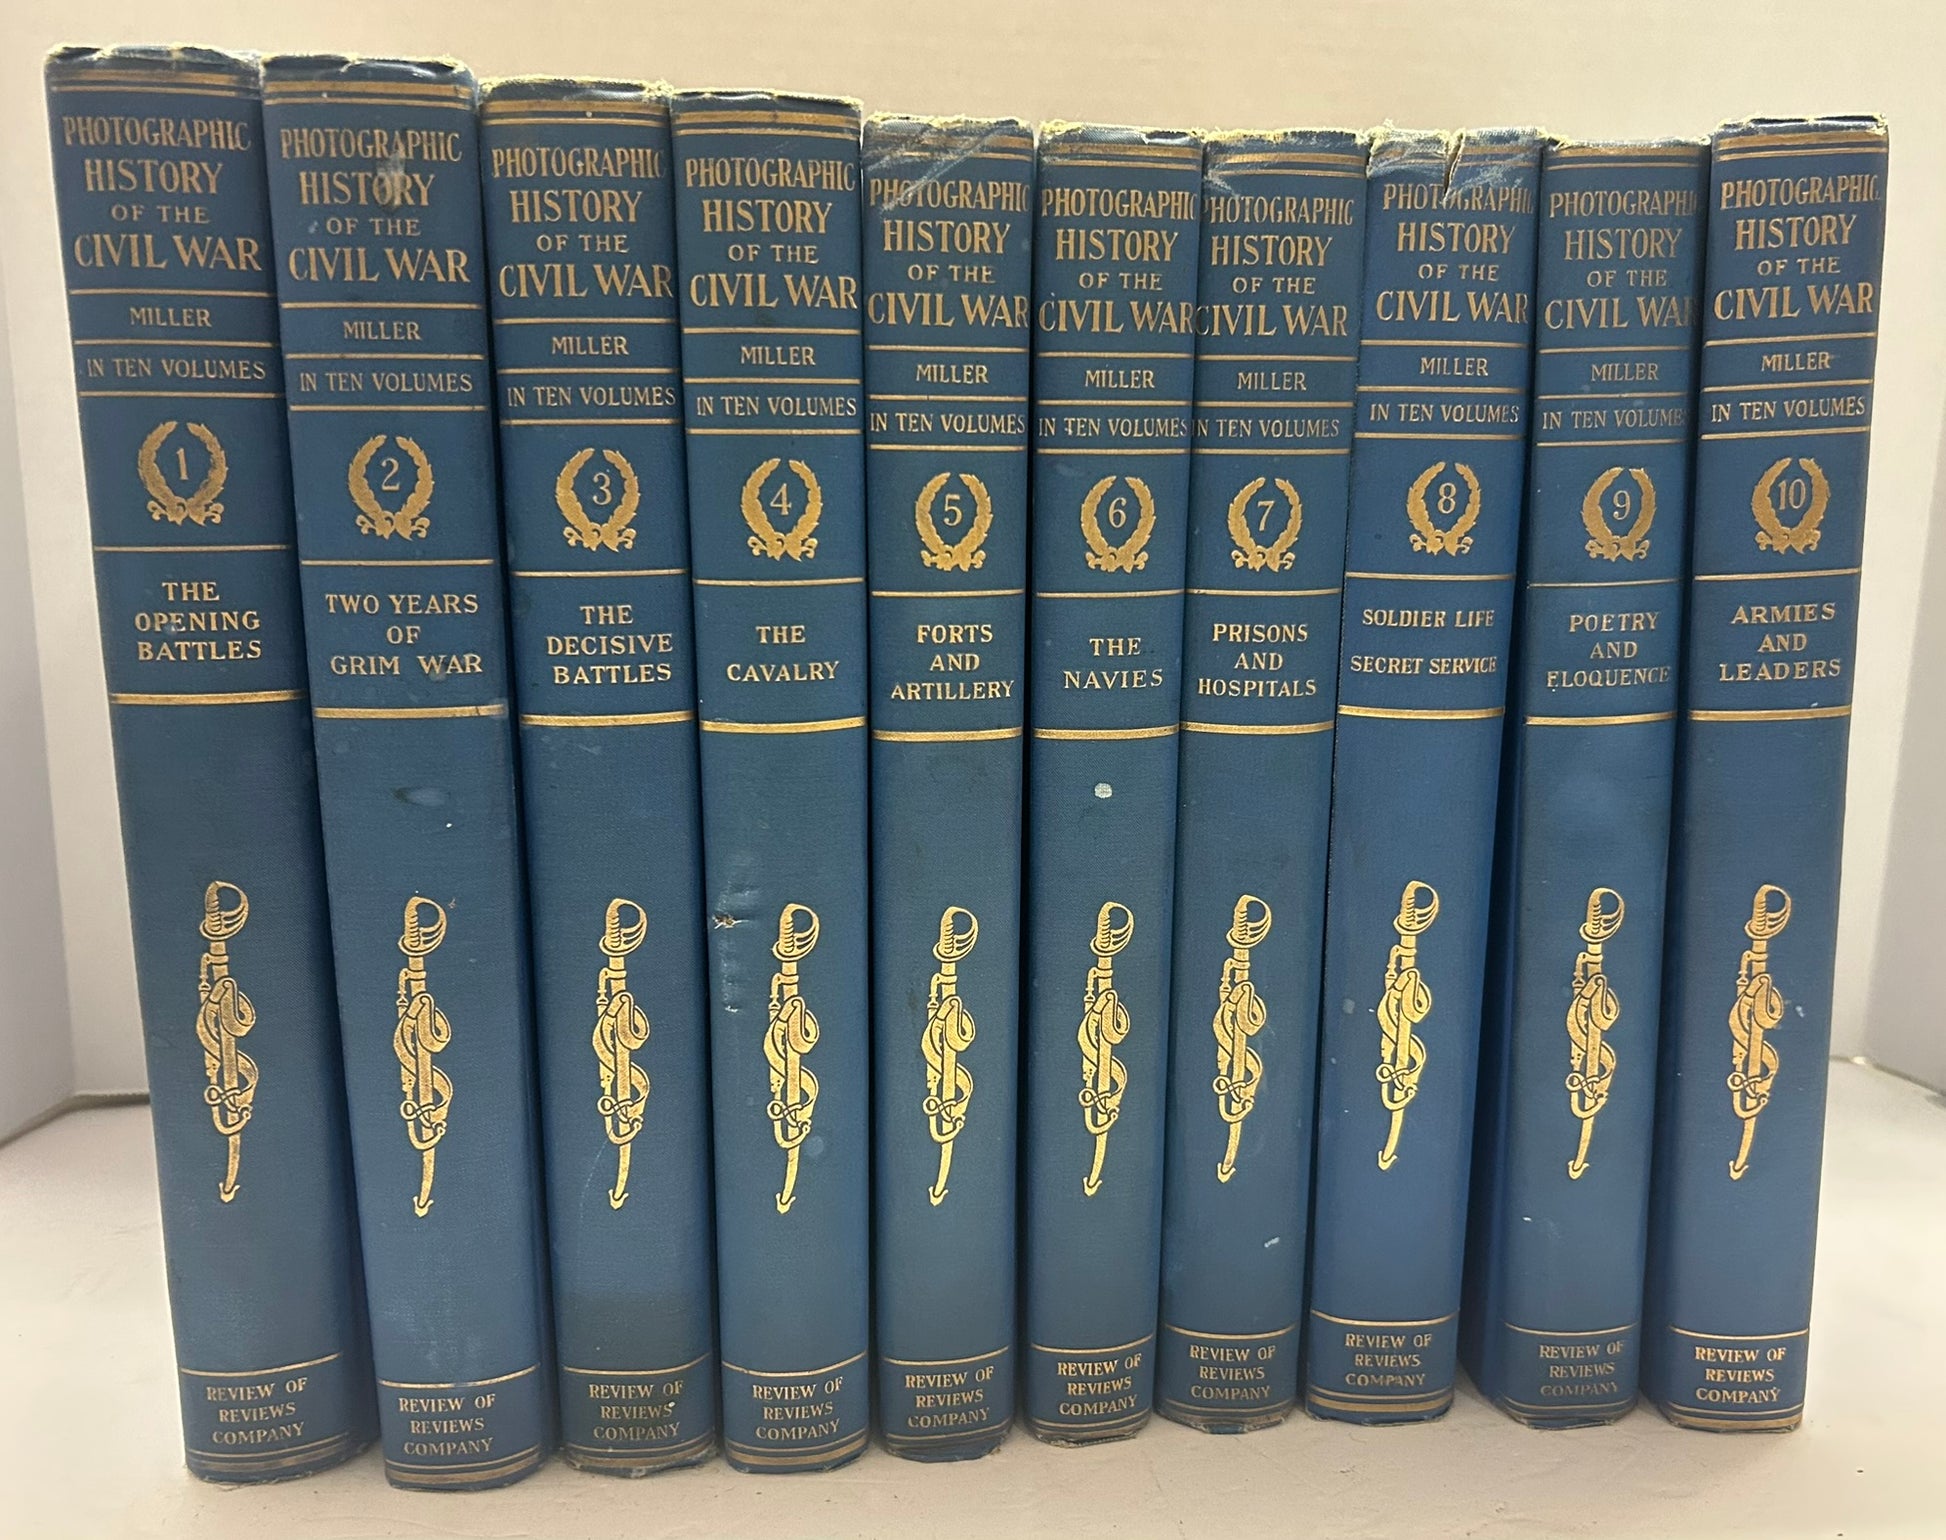 PHOTOGRAPHIC
HISTORY
OF THE
CIVIL WAR
MILLER
IN TEN VOLUMES
1
THE
OPENING
BATTLES
REVIEW OF
REVIEWS
COMPANY
PHOTOGRAPHIC
HISTORY
OF THE
CIVIL WAR
MILLER
IN TEN VOLUMES
2
TWO YEARS
OF
GRIM WAR
REVIEW OF
REVIEWS
COMPANY
PHOTOGRAPHIC
HISTORY
OF THE
CIVIL WAR
MILLER
IN TEN VOLUMES
3
THE
DECISIVE
BATTLES
REVIEW OF
REVIEWS
COMPANY
PHOTOGRAPHIC
HISTORY
OF THE
CIVIL WAR
MILLER
IN TEN VOLUMES
4
THE
CAVALRY
REVIEW OF
REVIEWS
COMPANY
PHOTOGRAPHIC
HISTORY
OF THE
CIVIL WAR
MILLER
IN TEN VOLUMES
5
FORTS
AND
ARTILLERY
REVIEW OF
REVIEWS
COMPANY
PHOTOGRAPHIC
HISTORY
OF THE
CIVIL WAR
MILLER
IN TEN VOLUMES
6
THE
NAVIES
REVIEW OF
REVIEWS
COMPANY
PHOTOGRAPHIC
HISTORY
OF THE
CIVIL WAR
MILLER
IN TEN VOLUMES
7
PRISONS
AND
HOSPITALS
REVIEW OF
REVIEWS
COMPANY
PHOTOGRAPHIC
HISTORY
OF THE
CIVIL WAR
MILLER
IN TEN VOLUMES
8
SOLDIER LIFE
SECRET SERVICE
REVIEW OF
REVIEWS
COMPANY
PHOTOGRAPHIC
HISTORY
OF THE
CIVIL WAR
MILLER
IN TEN VOLUMES
9
POETRY
AND
ELOQUENCE
REVIEW OF
REVIEWS
COMPANY
PHOTOGRAPHIC
HISTORY
OF THE
CIVIL WAR
MILLER
IN TEN VOLUMES
10
ARMIES
AND
LEADERS
REVIEW OF
REVIEWS
COMPANY